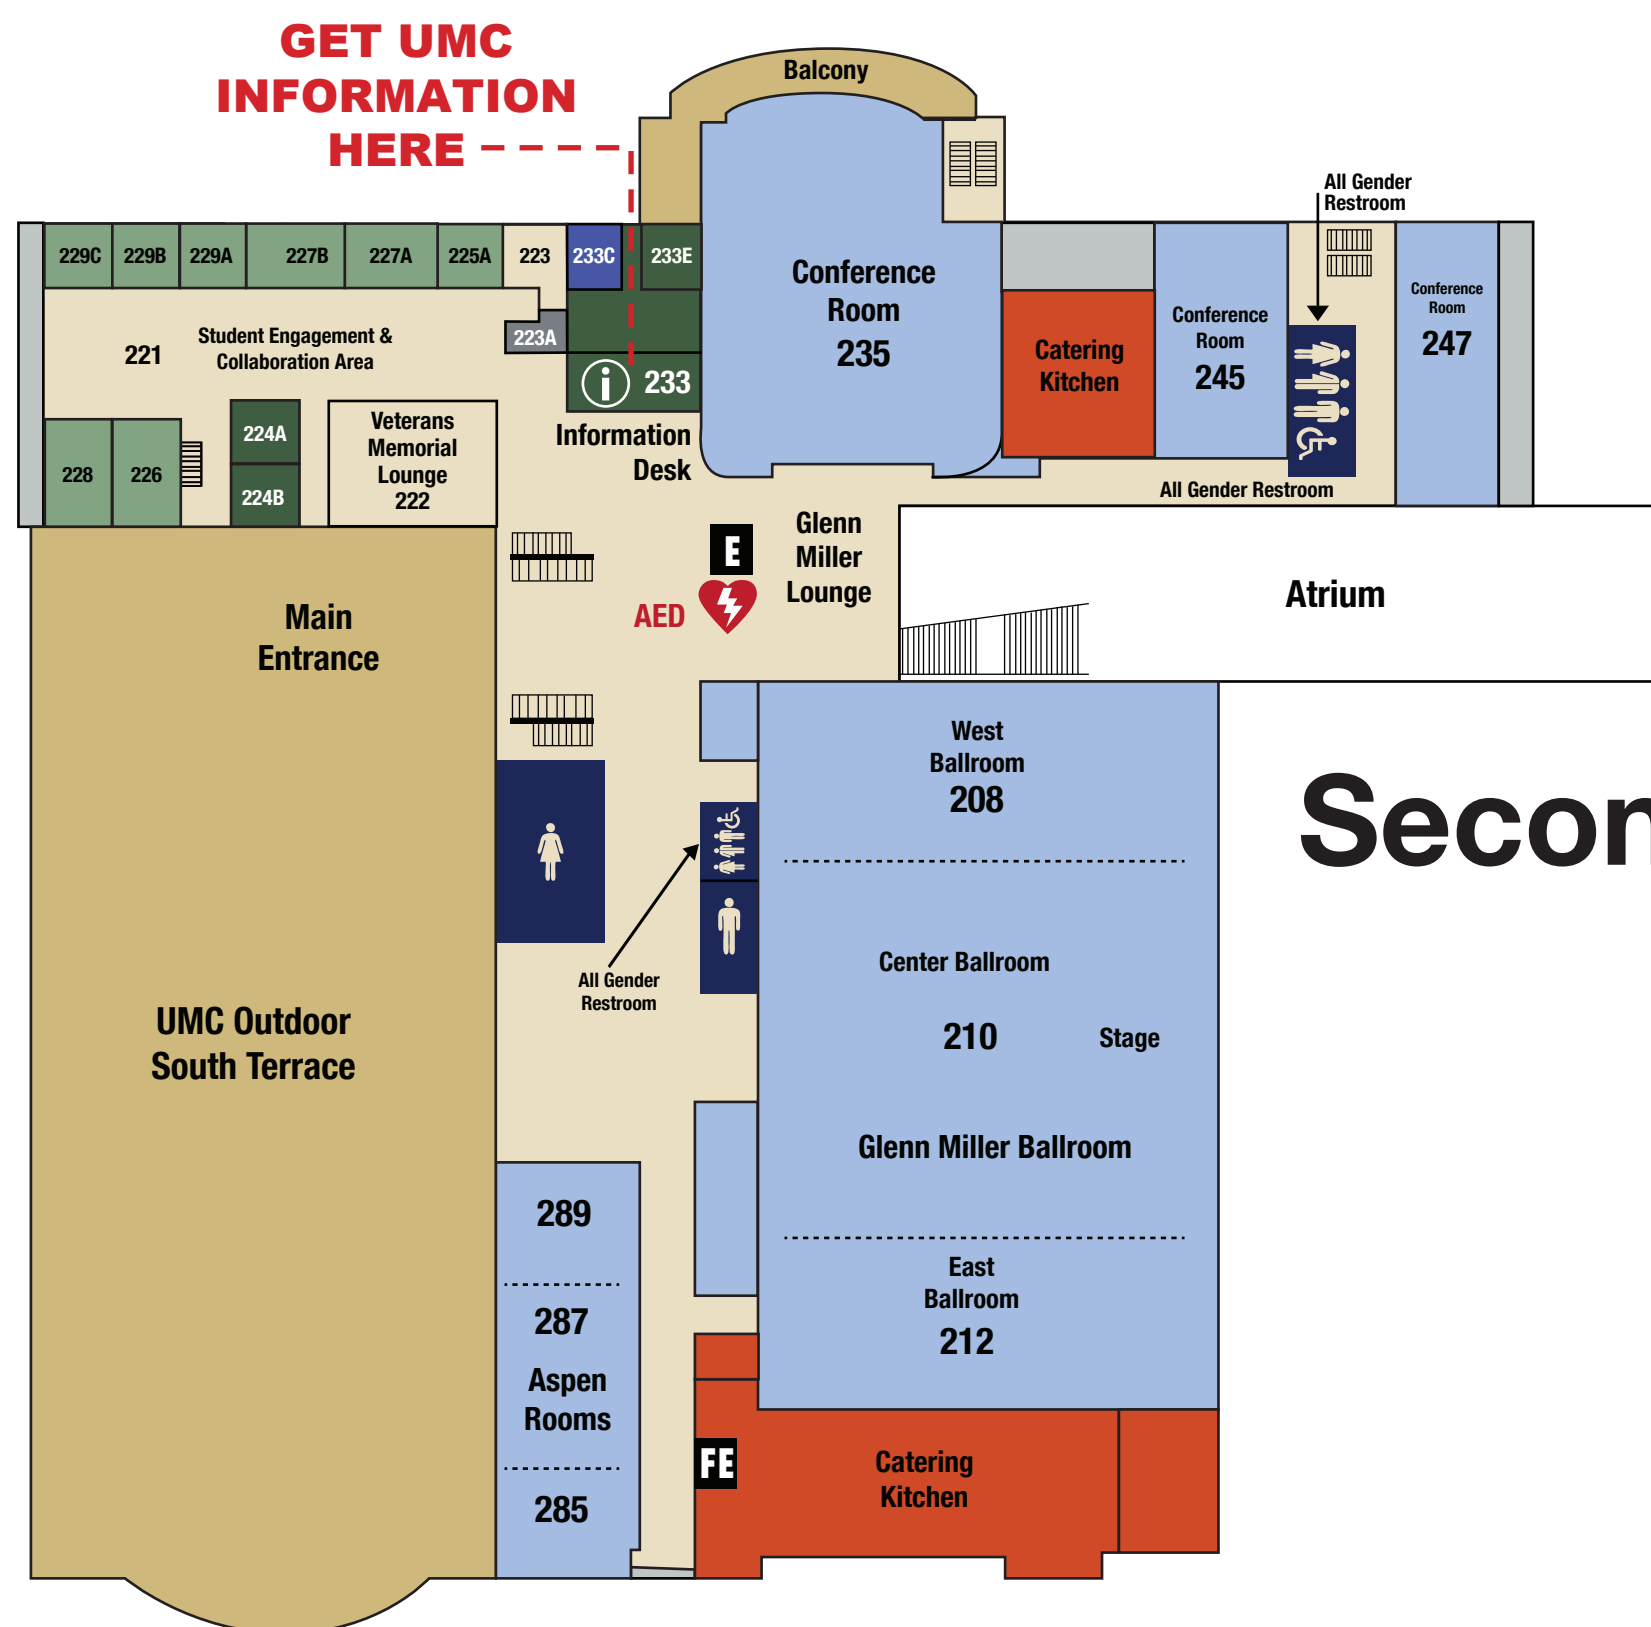 GET UMC
INFORMATION
HERE
Balcony
All Gender
Restroom
229C
229B
229A
227B
227A
225A
223
233C
233E
223A
221
Student Engagement &
Collaboration Area
233
Information
Desk
Conference
Room
235
Catering
Kitchen
Conference
Room
245
Conference
Room
247
All Gender Restroom
228
226
224A
224B
Veterans
Memorial
Lounge
222
E
AED
Glenn
Miller
Lounge
Atrium
Main
Entrance
West
Ballroom
208
Secon
All Gender
Restroom
Center Ballroom
210
Stage
UMC Outdoor
South Terrace
Glenn Miller Ballroom
289
287
Aspen
Rooms
285
East
Ballroom
212
FE
Catering
Kitchen